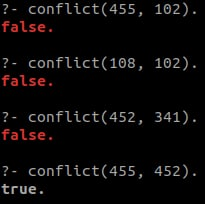 ?- conflict(455, 102).
false.
?- conflict(108, 102).
false.
?- conflict(452, 341).
false.
?- conflict(455, 452).
true.